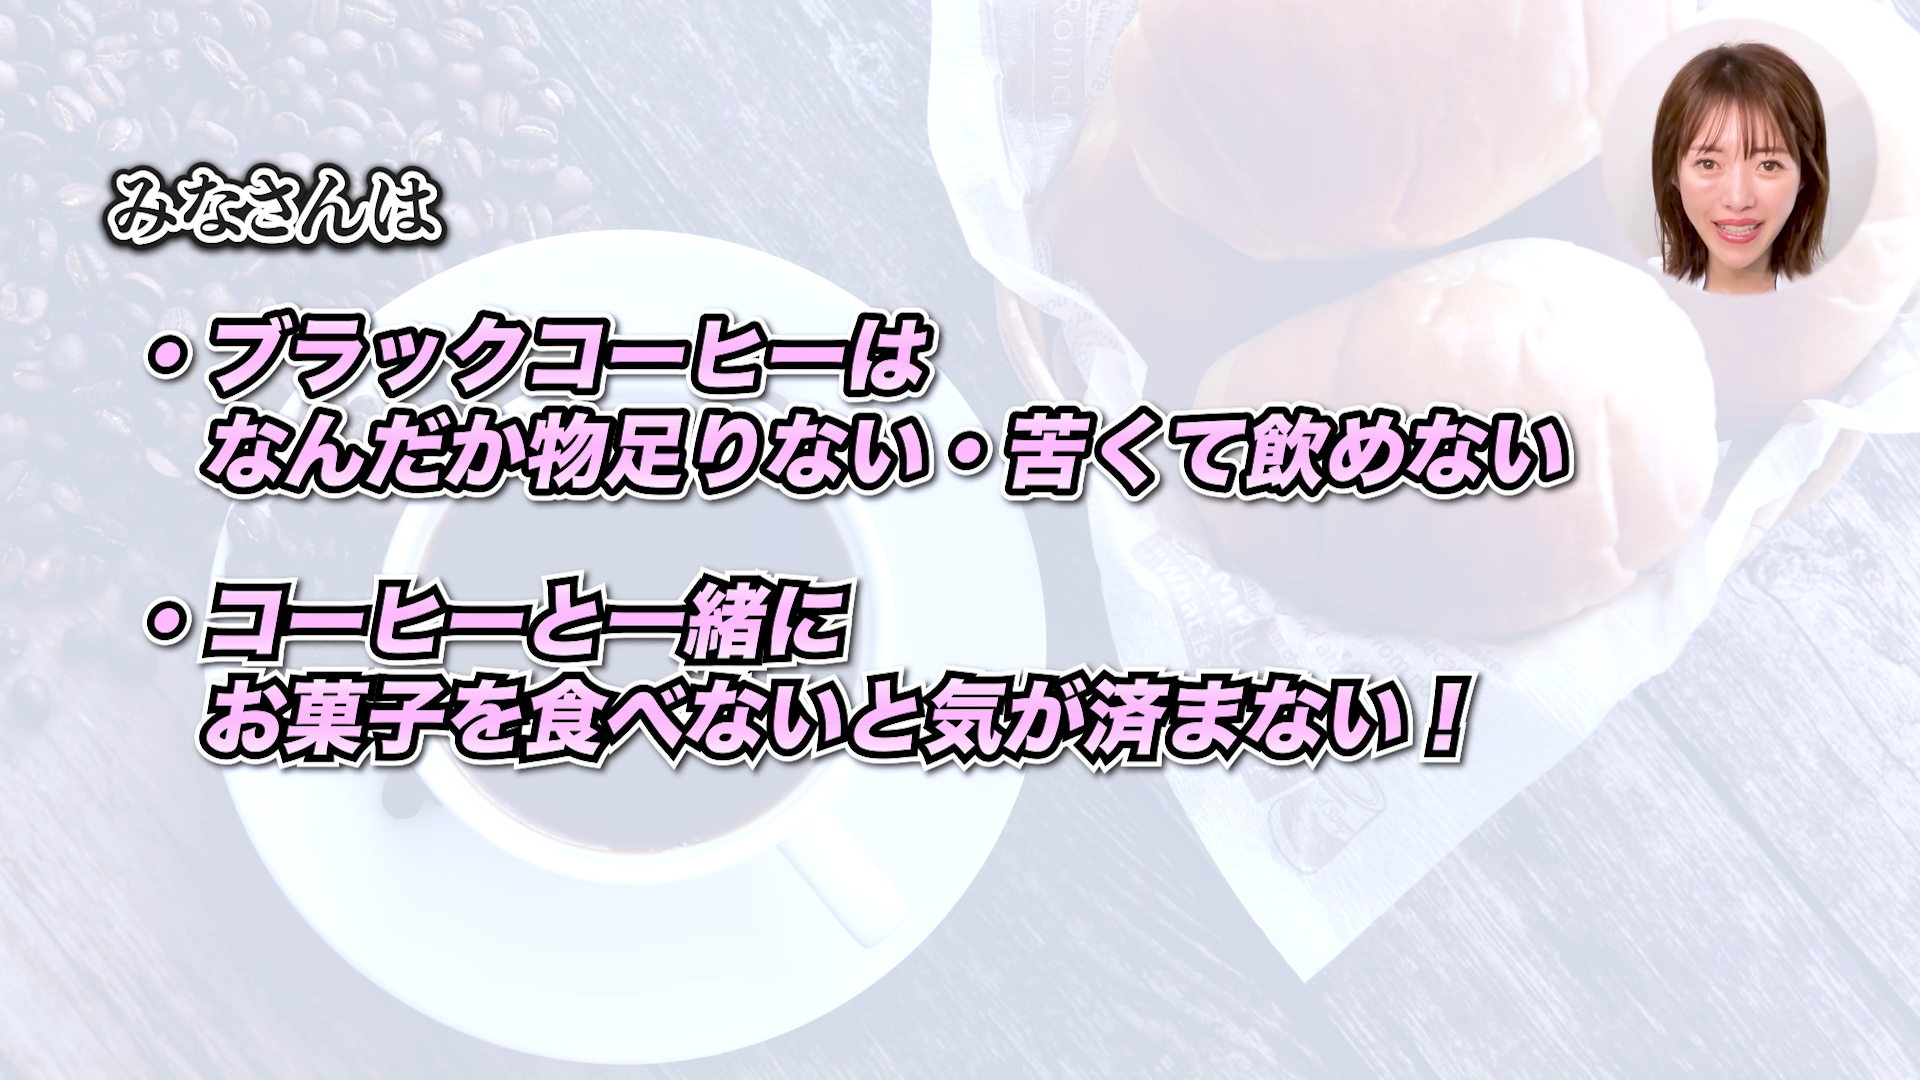 みなさんは
・ブラックコーヒーは
なんだか物足りない・苦くて飲めない
・コーヒーと一緒に
お菓子を食べないと気が済まない！